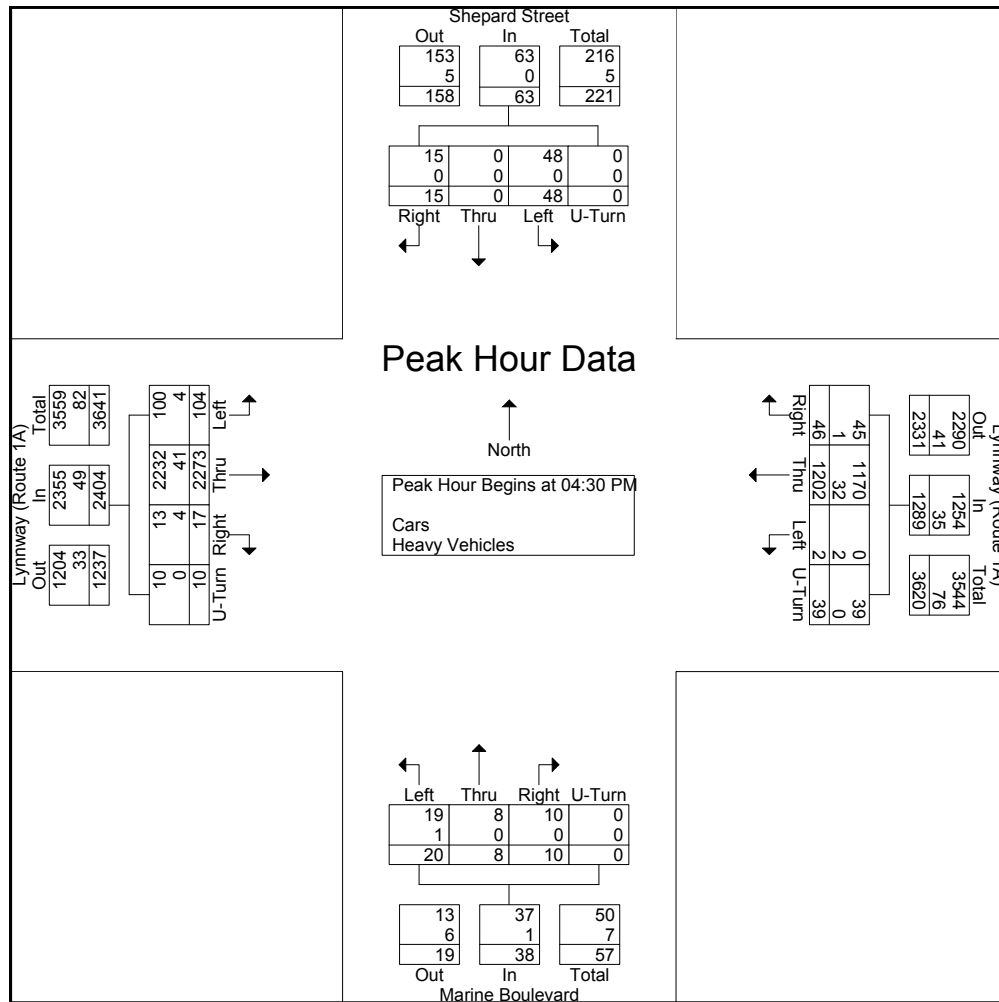 Shepard Street
Out In Total
153 63 216
5 0 5
158 63 221
15 0 48 0
0 0 0 0
15 0 48 0
Right Thru Left U-Turn
Peak Hour Data
North
Peak Hour Begins at 04:30 PM
Cars
Heavy Vehicles
Lynnway (Route 1A)
Out In Total
1204 2355 3559
33 49 82
1237 2404 3641
10 13 2232 100
0 4 41 4
10 17 2273 104
U-Turn Right Thru Left
Lynnway (Route 1A)
Out In Total
2290 1254 3544
41 35 76
2331 1289 3620
45 1170 0 39
1 32 2 0
46 1202 2 39
Right Thru Left U-Turn
Left Thru Right U-Turn
19 8 10 0
1 0 0 0
20 8 10 0
13 37 50
6 1 7
19 38 57
Out In Total
Marine Boulevard